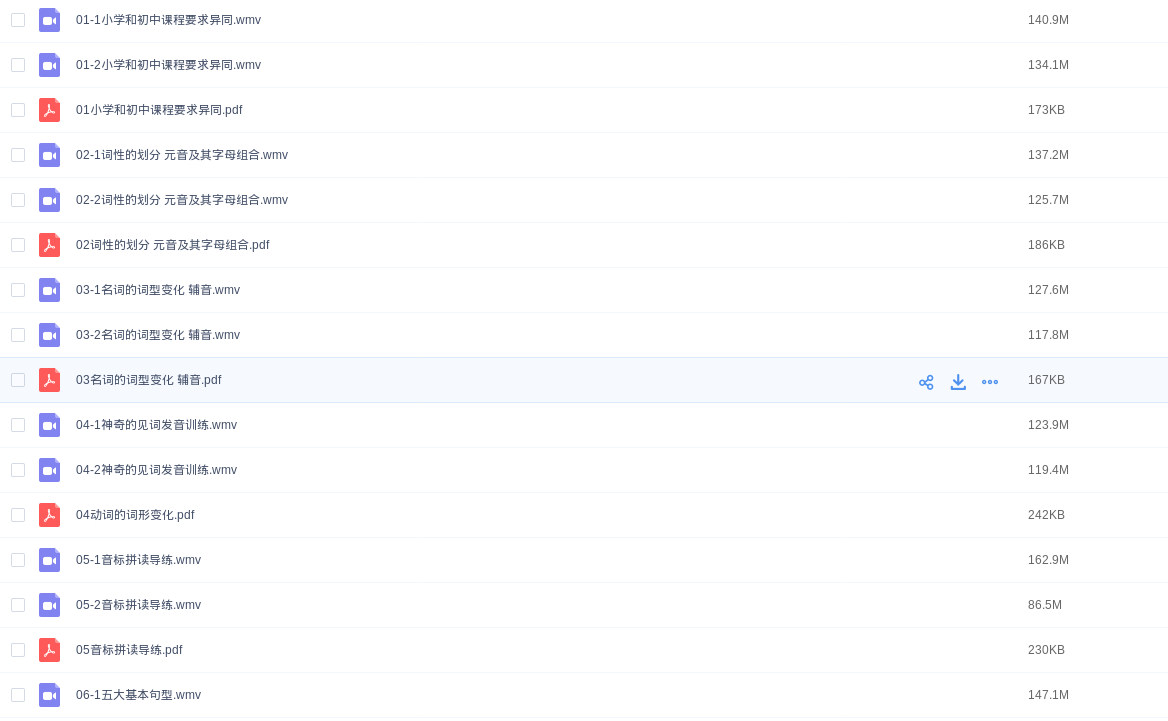 01-1小学和初中课程要求异同.wmv 140.9M
01-2小学和初中课程要求异同.wmv 134.1M
01小学和初中课程要求异同.pdf 173KB
02-1词性的划分 元音及其字母组合.wmv 137.2M
02-2词性的划分 元音及其字母组合.wmv 125.7M
02词性的划分 元音及其字母组合.pdf 186KB
03-1名词的词型变化 辅音.wmv 127.6M
03-2名词的词型变化 辅音.wmv 117.8M
03名词的词型变化 辅音.pdf 167KB
04-1神奇的见词发音训练.wmv 123.9M
04-2神奇的见词发音训练.wmv 119.4M
04动词的词形变化.pdf 242KB
05-1音标拼读导练.wmv 162.9M
05-2音标拼读导练.wmv 86.5M
05音标拼读导练.pdf 230KB
06-1五大基本句型.wmv 147.1M